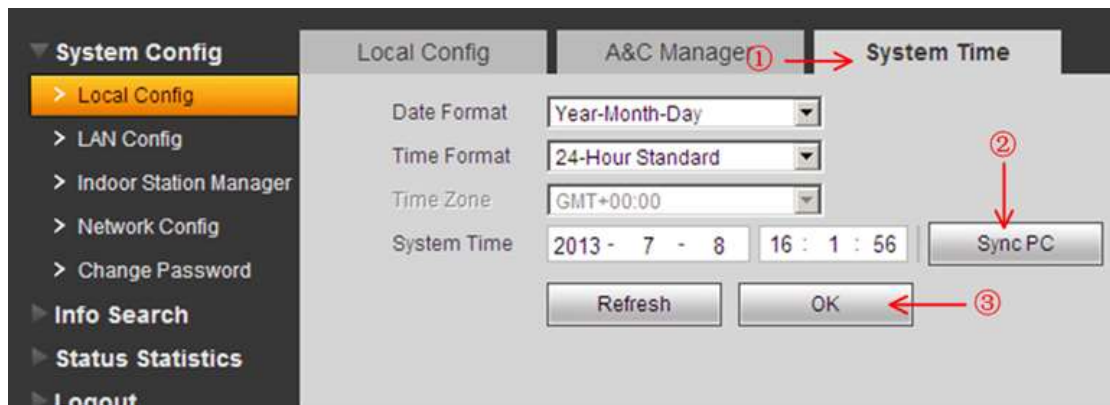 System Config
> Local Config
> LAN Config
> Indoor Station Manager
> Network Config
> Change Password
Info Search
Status Statistics
Logout
Local Config A&C Manager ① System Time
Date Format Year-Month-Day
Time Format 24-Hour Standard
②
Time Zone GMT+00:00
System Time 2013 - 7 - 8 16 : 1 : 56 Sync PC
Refresh OK ③